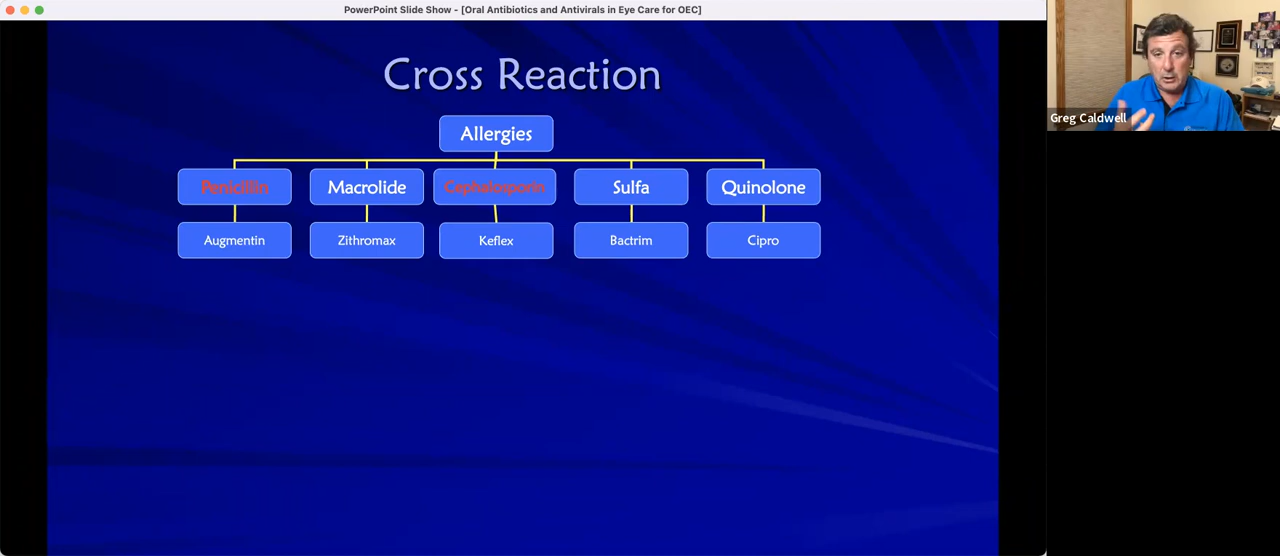 PowerPoint Slide Show - [Oral Antibiotics and Antivirals in Eye Care for OEC]
Cross Reaction
Allergies
Penicillin
Macrolide
Cephalosporin
Sulfa
Quinolone
Augmentin
Zithromax
Keflex
Bactrim
Cipro
Greg Caldwell